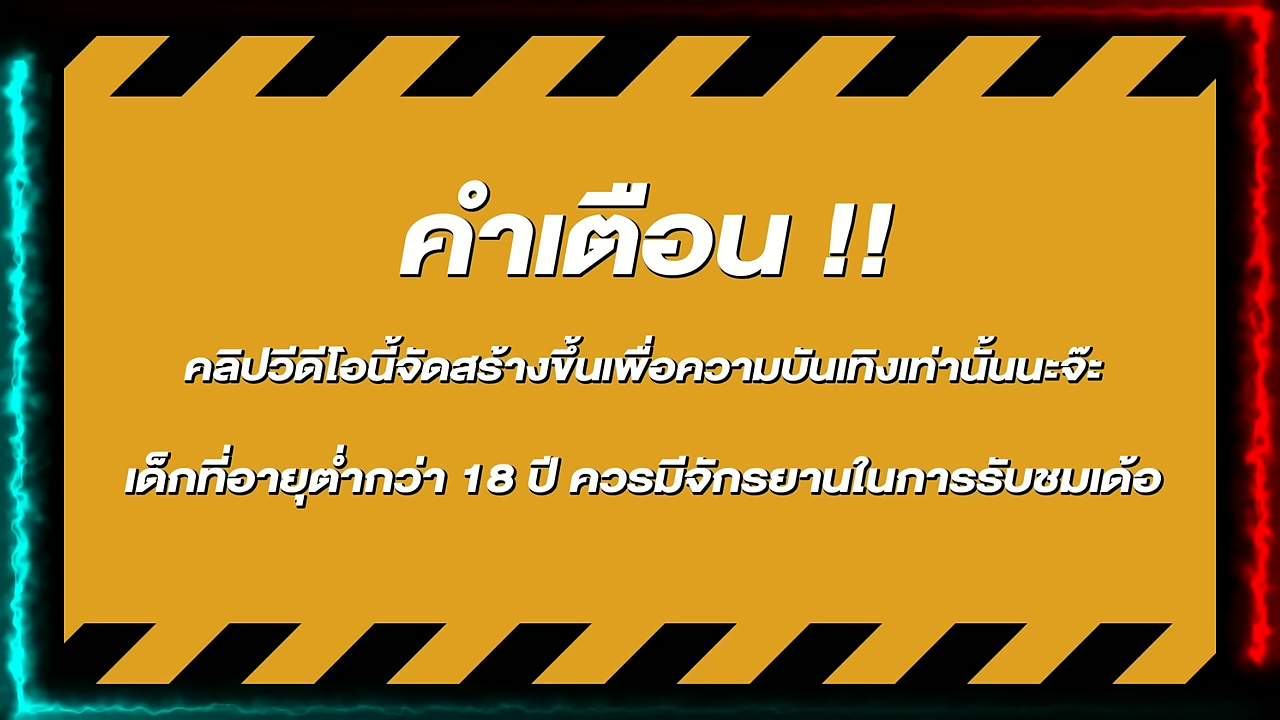 คำเตือน !!
คลิปวีดีโอนี้จัดสร้างขึ้นเพื่อความบันเทิงเท่านั้นนะจ๊ะ
เด็กที่อายุต่ำกว่า 18 ปี ควรมีจักรยานในการรับชมเด้อ